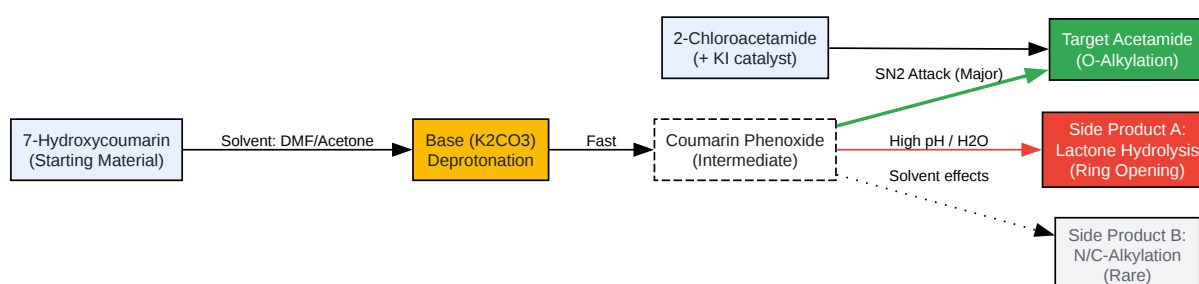 2-Chloroacetamide
(+ KI catalyst)
Target Acetamide
(O-Alkylation)
SN2 Attack (Major)
7-Hydroxycoumarin
(Starting Material)
Solvent: DMF/Acetone
Base (K2CO3)
Deprotonation
Fast
Coumarin Phenoxide
(Intermediate)
High pH / H2O
Side Product A:
Lactone Hydrolysis
(Ring Opening)
Solvent effects
Side Product B:
N/C-Alkylation
(Rare)